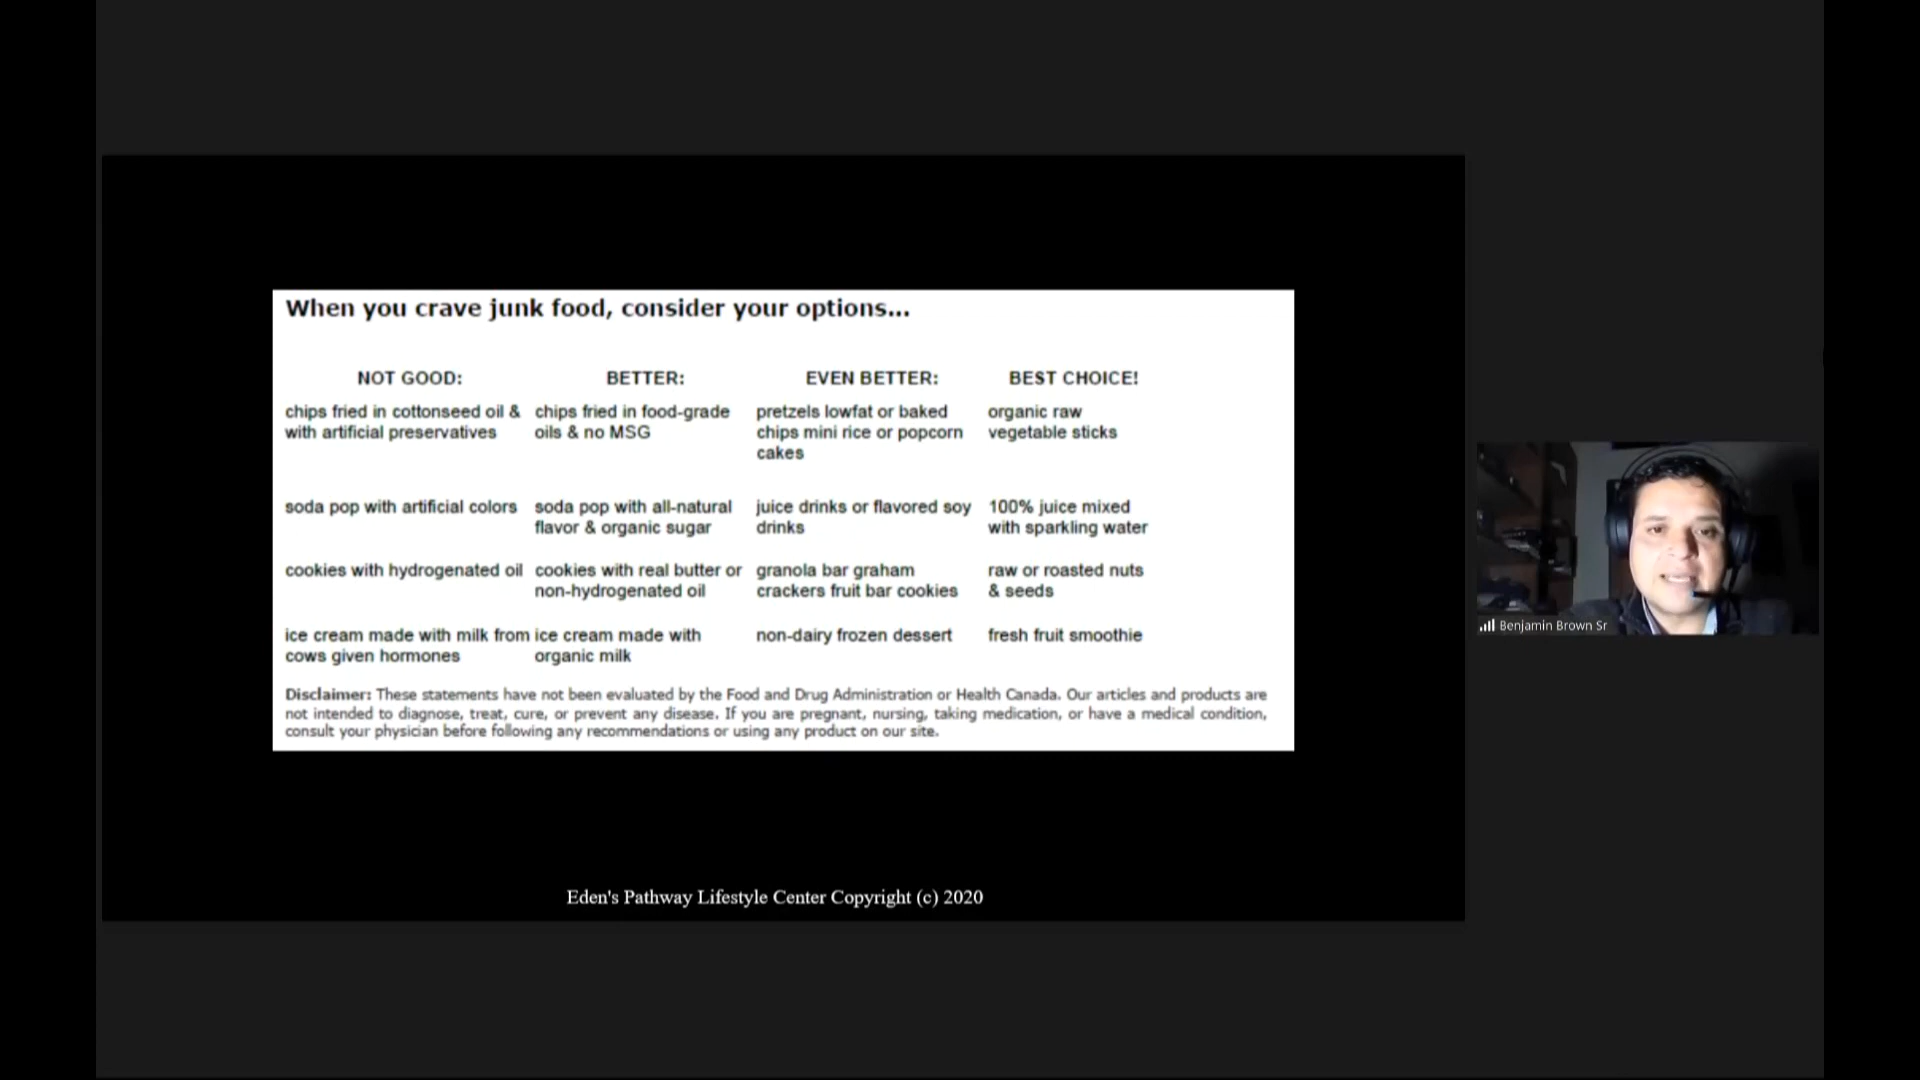 When you crave junk food, consider your options...
NOT GOOD: BETTER: EVEN BETTER: BEST CHOICE!
chips fried in cottonseed oil & chips fried in food-grade pretzels lowfat or baked organic raw
with artificial preservatives oils & no MSG chips mini rice or popcorn vegetable sticks
cakes
soda pop with artificial colors soda pop with all-natural juice drinks or flavored soy 100% juice mixed
flavor & organic sugar drinks with sparkling water
cookies with hydrogenated oil cookies with real butter or granola bar graham raw or roasted nuts
non-hydrogenated oil crackers fruit bar cookies & seeds
ice cream made with milk from ice cream made with non-dairy frozen dessert fresh fruit smoothie
cows given hormones organic milk
Disclaimer: These statements have not been evaluated by the Food and Drug Administration or Health Canada. Our articles and products are
not intended to diagnose, treat, cure, or prevent any disease. If you are pregnant, nursing, taking medication, or have a medical condition,
consult your physician before following any recommendations or using any product on our site.
Eden's Pathway Lifestyle Center Copyright (c) 2020
Benjamin Brown Sr